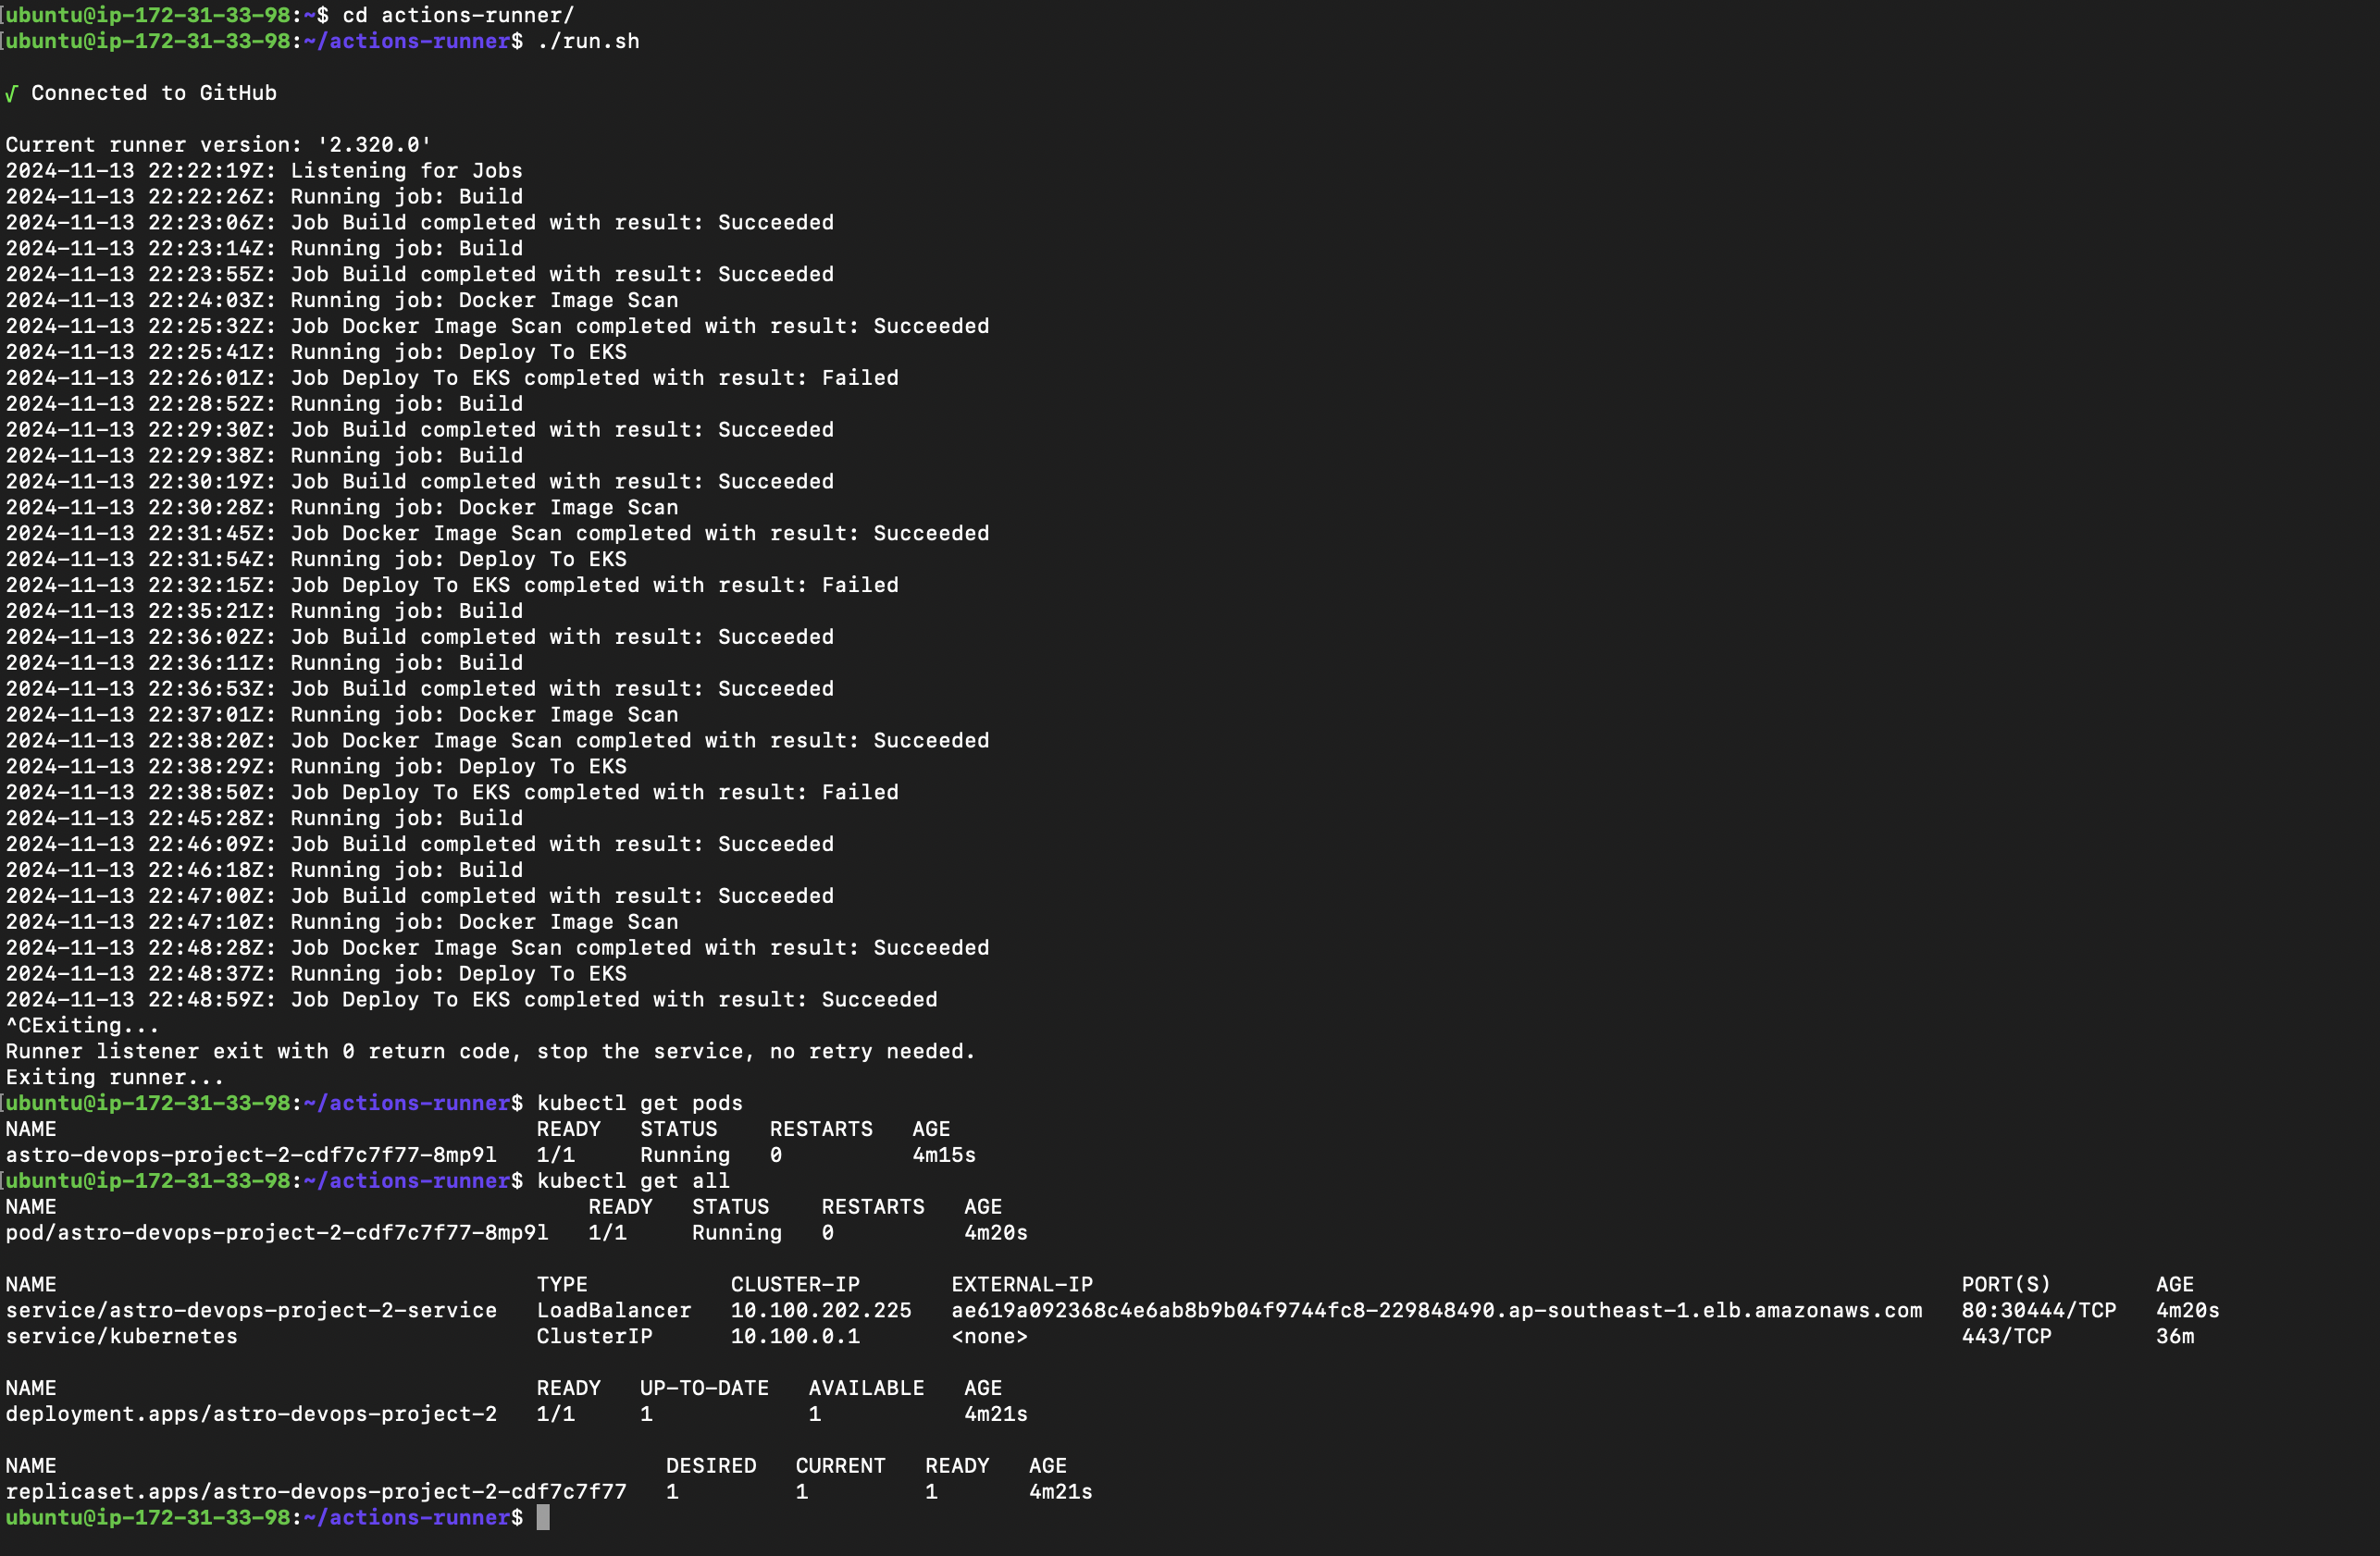 [ubuntu@ip-172-31-33-98:~$ cd actions-runner/
[ubuntu@ip-172-31-33-98:~/actions-runner$ ./run.sh
√ Connected to GitHub
Current runner version: '2.320.0'
2024-11-13 22:22:19Z: Listening for Jobs
2024-11-13 22:22:26Z: Running job: Build
2024-11-13 22:23:06Z: Job Build completed with result: Succeeded
2024-11-13 22:23:14Z: Running job: Build
2024-11-13 22:23:55Z: Job Build completed with result: Succeeded
2024-11-13 22:24:03Z: Running job: Docker Image Scan
2024-11-13 22:25:32Z: Job Docker Image Scan completed with result: Succeeded
2024-11-13 22:25:41Z: Running job: Deploy To EKS
2024-11-13 22:26:01Z: Job Deploy To EKS completed with result: Failed
2024-11-13 22:28:52Z: Running job: Build
2024-11-13 22:29:30Z: Job Build completed with result: Succeeded
2024-11-13 22:29:38Z: Running job: Build
2024-11-13 22:30:19Z: Job Build completed with result: Succeeded
2024-11-13 22:30:28Z: Running job: Docker Image Scan
2024-11-13 22:31:45Z: Job Docker Image Scan completed with result: Succeeded
2024-11-13 22:31:54Z: Running job: Deploy To EKS
2024-11-13 22:32:15Z: Job Deploy To EKS completed with result: Failed
2024-11-13 22:35:21Z: Running job: Build
2024-11-13 22:36:02Z: Job Build completed with result: Succeeded
2024-11-13 22:36:11Z: Running job: Build
2024-11-13 22:36:53Z: Job Build completed with result: Succeeded
2024-11-13 22:37:01Z: Running job: Docker Image Scan
2024-11-13 22:38:20Z: Job Docker Image Scan completed with result: Succeeded
2024-11-13 22:38:29Z: Running job: Deploy To EKS
2024-11-13 22:38:50Z: Job Deploy To EKS completed with result: Failed
2024-11-13 22:45:28Z: Running job: Build
2024-11-13 22:46:09Z: Job Build completed with result: Succeeded
2024-11-13 22:46:18Z: Running job: Build
2024-11-13 22:47:00Z: Job Build completed with result: Succeeded
2024-11-13 22:47:10Z: Running job: Docker Image Scan
2024-11-13 22:48:28Z: Job Docker Image Scan completed with result: Succeeded
2024-11-13 22:48:37Z: Running job: Deploy To EKS
2024-11-13 22:48:59Z: Job Deploy To EKS completed with result: Succeeded
^CExiting...
Runner listener exit with 0 return code, stop the service, no retry needed.
Exiting runner...
[ubuntu@ip-172-31-33-98:~/actions-runner$ kubectl get pods
NAME READY STATUS RESTARTS AGE
astro-devops-project-2-cdf7c7f77-8mp9l 1/1 Running 0 4m15s
[ubuntu@ip-172-31-33-98:~/actions-runner$ kubectl get all
NAME READY STATUS RESTARTS AGE
pod/astro-devops-project-2-cdf7c7f77-8mp9l 1/1 Running 0 4m20s
NAME TYPE CLUSTER-IP EXTERNAL-IP PORT(S) AGE
service/astro-devops-project-2-service LoadBalancer 10.100.202.225 ae619a092368c4e6ab8b9b04f9744fc8-229848490.ap-southeast-1.elb.amazonaws.com 80:30444/TCP 4m20s
service/kubernetes ClusterIP 10.100.0.1 <none> 443/TCP 36m
NAME READY UP-TO-DATE AVAILABLE AGE
deployment.apps/astro-devops-project-2 1/1 1 1 4m21s
NAME DESIRED CURRENT READY AGE
replicaset.apps/astro-devops-project-2-cdf7c7f77 1 1 1 4m21s
ubuntu@ip-172-31-33-98:~/actions-runner$